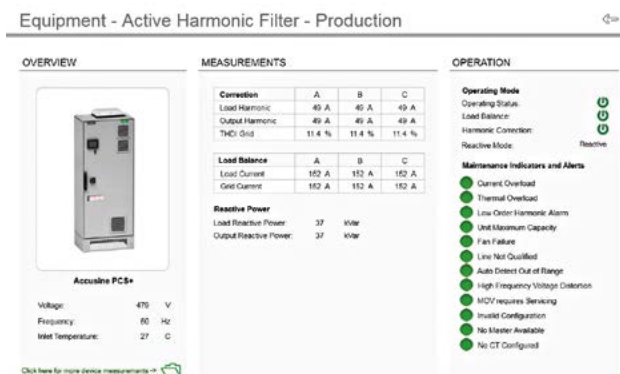 Equipment - Active Harmonic Filter - Production
OVERVIEW
Accusine PCS+
Voltage: 479 V
Frequency: 60 Hz
Inlet Temperature: 27 C
Click here for more device measurements
MEASUREMENTS
Correction A B C
Load Harmonic 49 A 49 A 49 A
Output Harmonic 49 A 49 A 49 A
THDI Grid 11.4 % 11.4 % 11.4 %
Load Balance A B C
Load Current 152 A 152 A 152 A
Grid Current 152 A 152 A 152 A
Reactive Power
Load Reactive Power: 37 kVar
Output Reactive Power: 37 kVar
OPERATION
Operating Mode
Operating Status:
Load Balance:
Harmonic Correction:
Reactive Mode: Reactive
Maintenance Indicators and Alerts
Current Overload
Thermal Overload
Low Order Harmonic Alarm
Unit Maximum Capacity
Fan Failure
Line Not Qualified
Auto Detect Out of Range
High Frequency Voltage Distortion
MOV requires Servicing
Invalid Configuration
No Master Available
No CT Configured